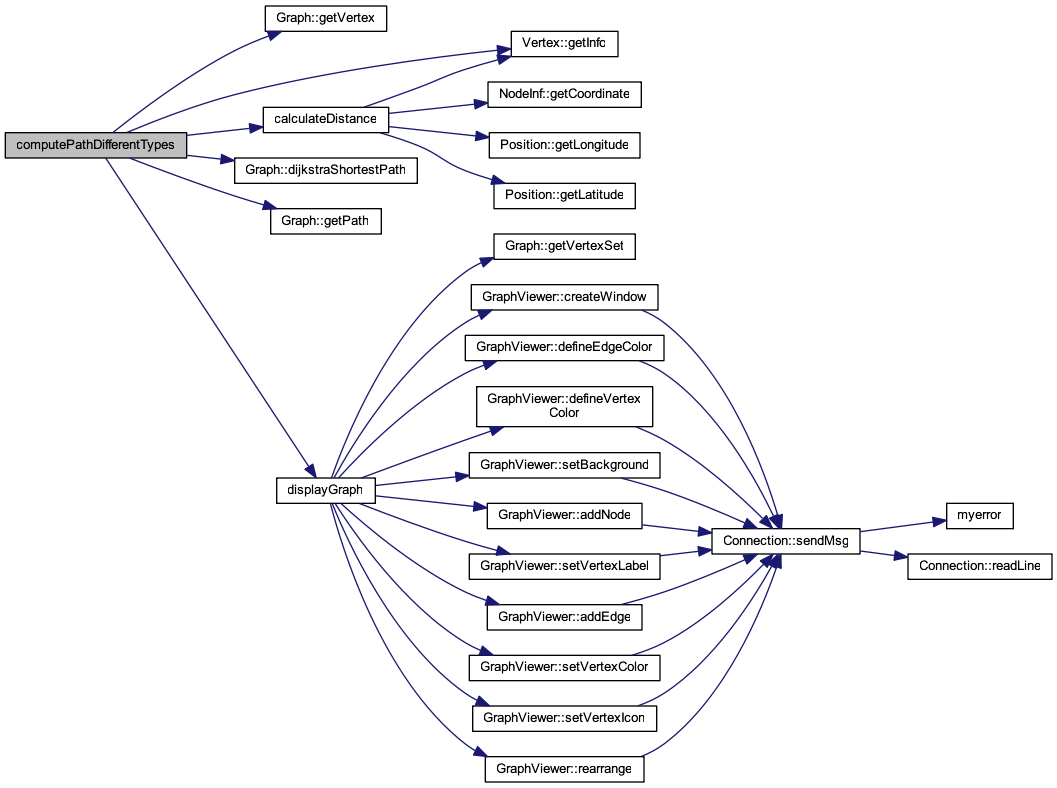 Graph::getVertex
Vertex::getInfo
NodeInf::getCoordinate
calculateDistance
computePathDifferentTypes
Position::getLongitude
Graph::dijkstraShortestPath
Position::getLatitude
Graph::getPath
Graph::getVertexSet
GraphViewer::createWindow
GraphViewer::defineEdgeColor
GraphViewer::defineVertex
Color
GraphViewer::setBackground
displayGraph
GraphViewer::addNode
myerror
Connection::sendMsg
GraphViewer::setVertexLabel
Connection::readLine
GraphViewer::addEdge
GraphViewer::setVertexColor
GraphViewer::setVertexIcon
GraphViewer::rearrange